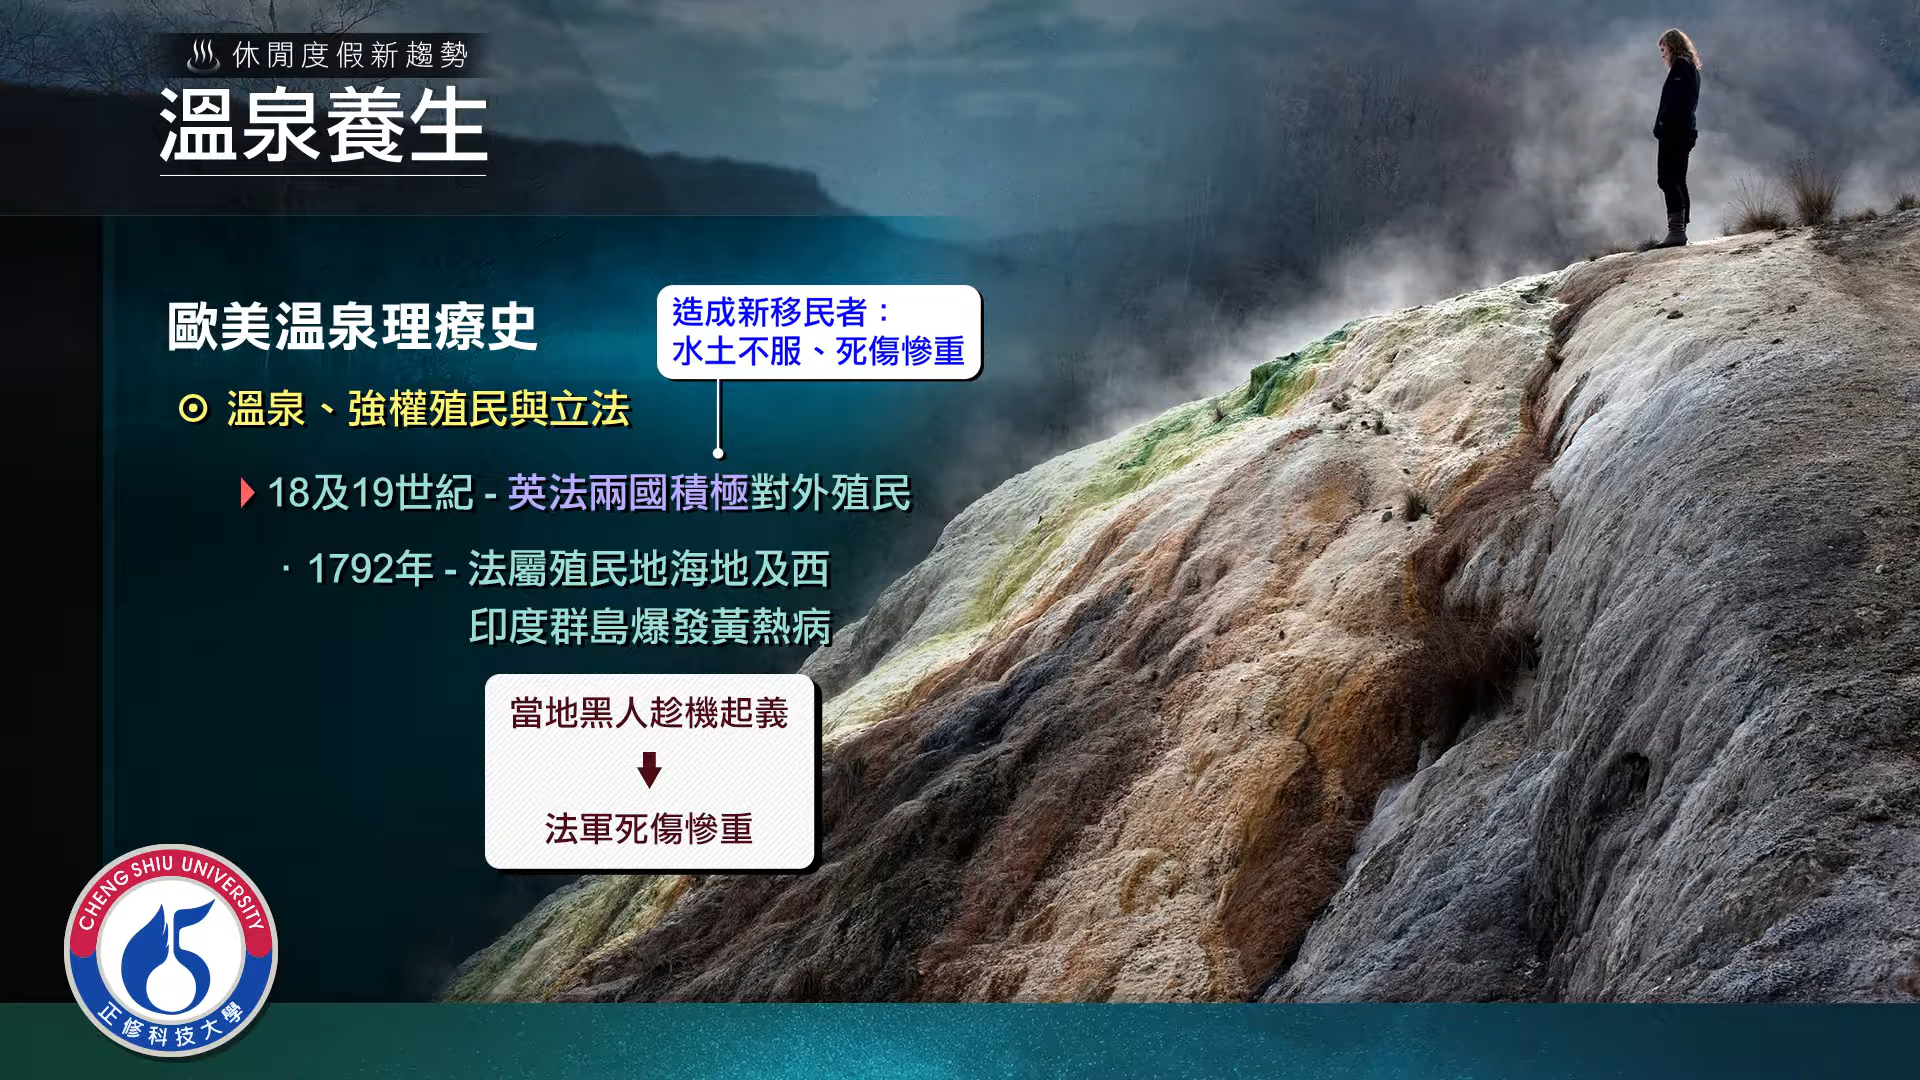 休閒度假新趨勢
溫泉養生
歐美温泉理療史
造成新移民者：
水土不服、死傷慘重
溫泉、強權殖民與立法
18及19世紀 - 英法兩國積極對外殖民
· 1792年 - 法屬殖民地海地及西
印度群島爆發黃熱病
當地黑人趁機起義
法軍死傷慘重
CHENG SHIU UNIVERSITY
正修科技大學